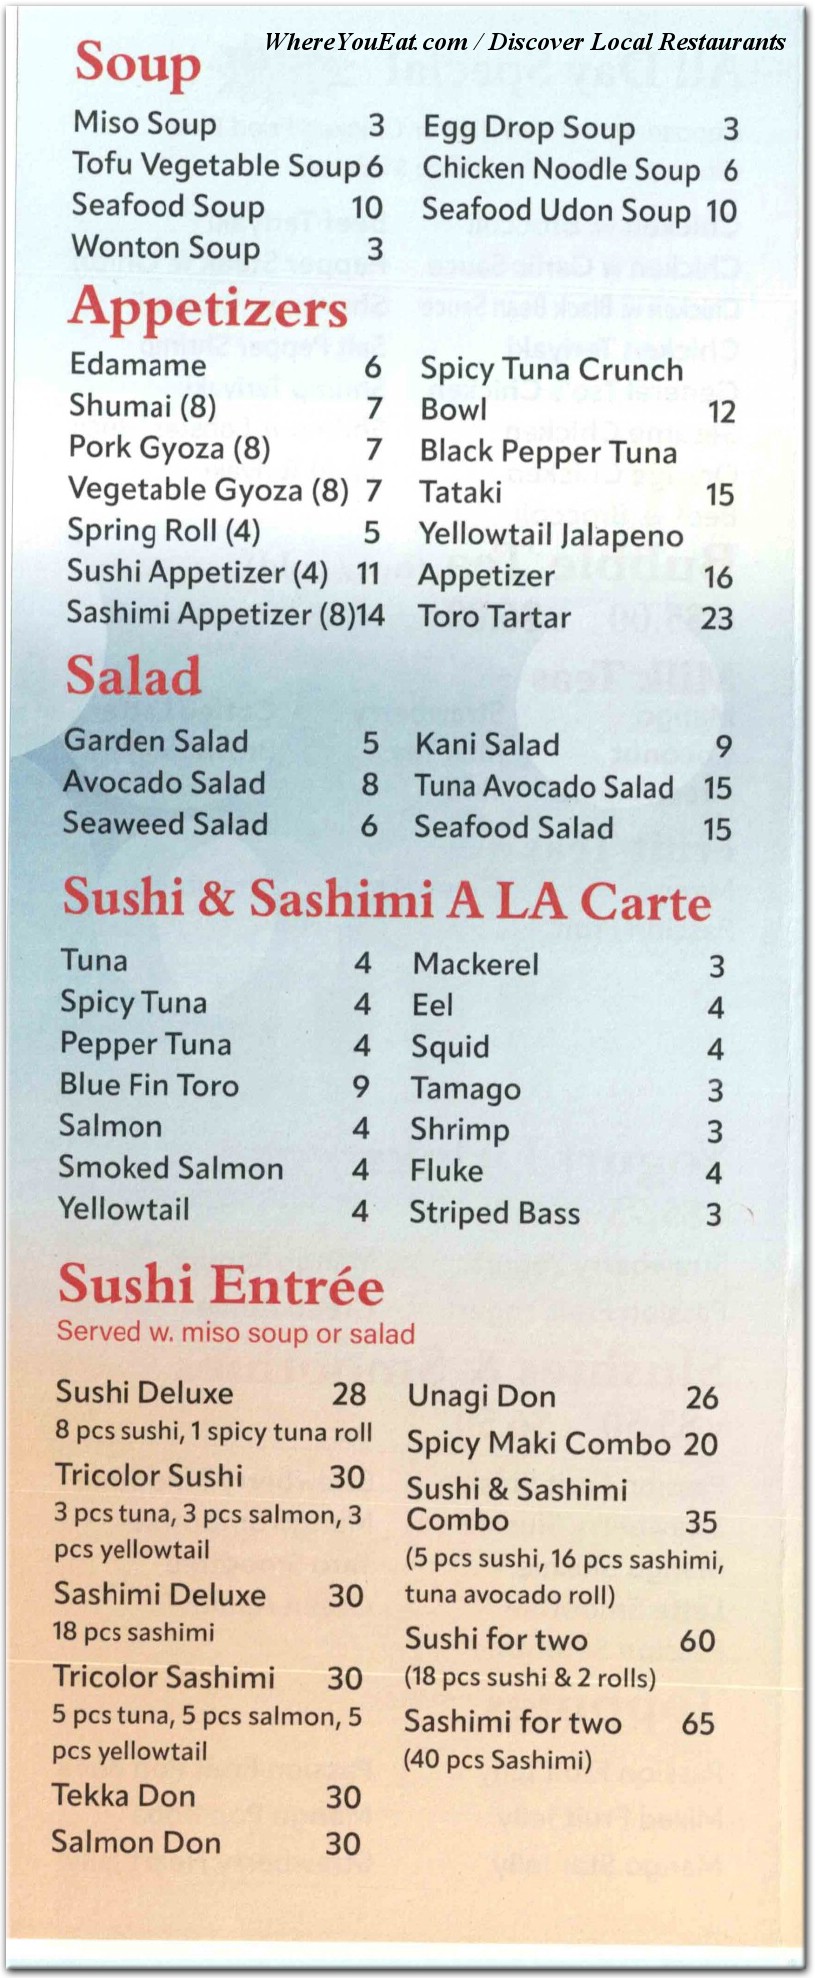 WhereYouEat.com / Discover Local Restaurants
Soup
Miso Soup 3
Tofu Vegetable Soup 6
Seafood Soup 10
Wonton Soup 3
Egg Drop Soup 3
Chicken Noodle Soup 6
Seafood Udon Soup 10
Appetizers
Edamame 6
Shumai (8) 7
Pork Gyoza (8) 7
Vegetable Gyoza (8) 7
Spring Roll (4) 5
Sushi Appetizer (4) 11
Sashimi Appetizer (8) 14
Spicy Tuna Crunch
Bowl 12
Black Pepper Tuna
Tataki 15
Yellowtail Jalapeno
Appetizer 16
Toro Tartar 23
Salad
Garden Salad 5
Avocado Salad 8
Seaweed Salad 6
Kani Salad 9
Tuna Avocado Salad 15
Seafood Salad 15
Sushi & Sashimi A LA Carte
Tuna 4
Spicy Tuna 4
Pepper Tuna 4
Blue Fin Toro 9
Salmon 4
Smoked Salmon 4
Yellowtail 4
Mackerel 3
Eel 4
Squid 4
Tamago 3
Shrimp 3
Fluke 4
Striped Bass 3
Sushi Entrée
Served w. miso soup or salad
Sushi Deluxe 28
8 pcs sushi, 1 spicy tuna roll
Tricolor Sushi 30
3 pcs tuna, 3 pcs salmon, 3
pcs yellowtail
Sashimi Deluxe 30
18 pcs sashimi
Tricolor Sashimi 30
5 pcs tuna, 5 pcs salmon, 5
pcs yellowtail
Tekka Don 30
Salmon Don 30
Unagi Don 26
Spicy Maki Combo 20
Sushi & Sashimi
Combo 35
(5 pcs sushi, 16 pcs sashimi,
tuna avocado roll)
Sushi for two 60
(18 pcs sushi & 2 rolls)
Sashimi for two 65
(40 pcs Sashimi)